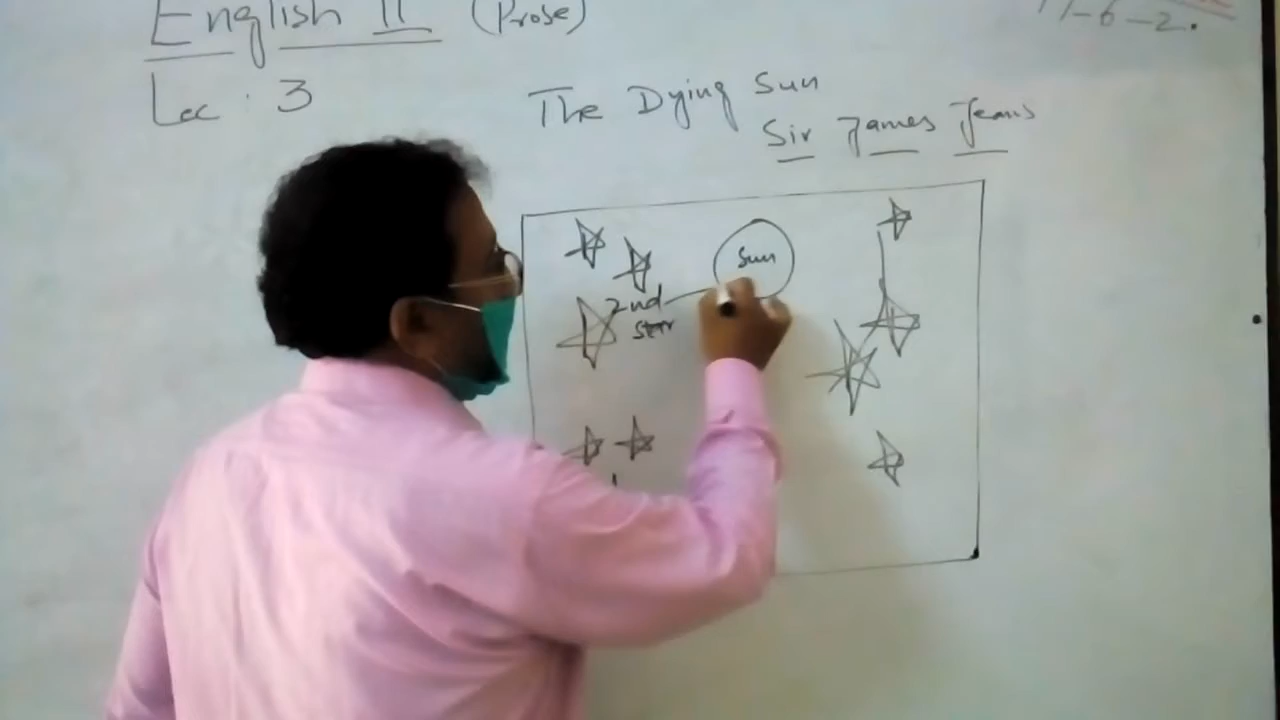 English II (Prose)
Lec : 3
The Dying Sun
Sir James Jeans
Sun
2nd
star